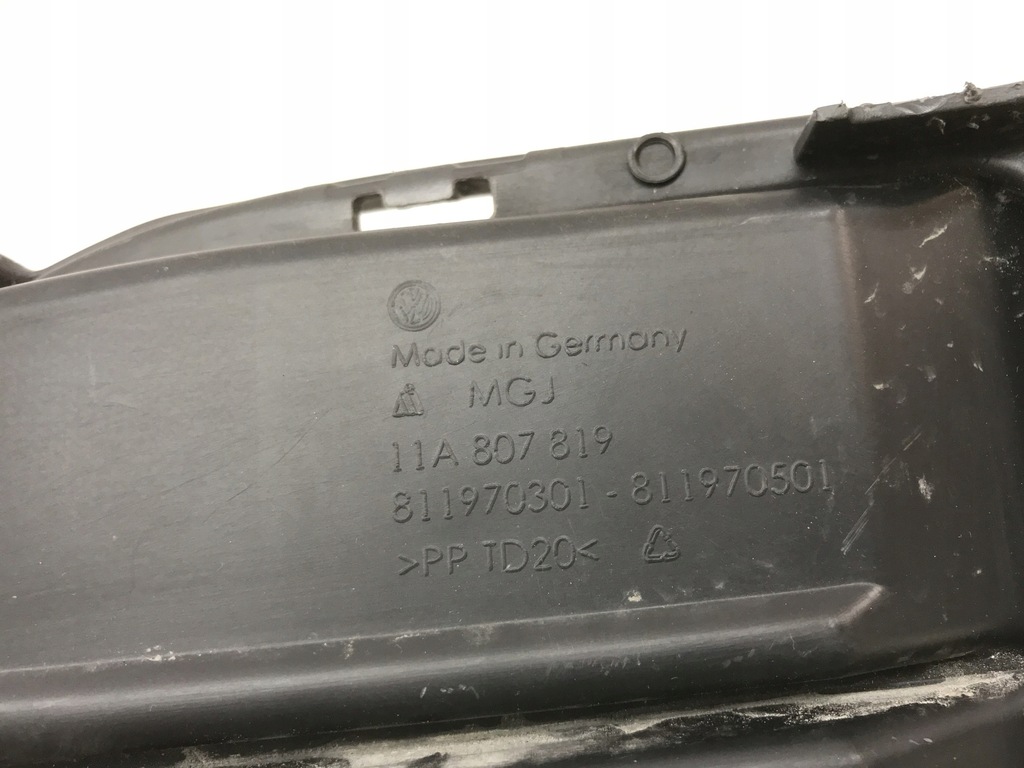 Made in Germany
MGJ
11A 807 819
811970301 - 811970501
>PP TD20<